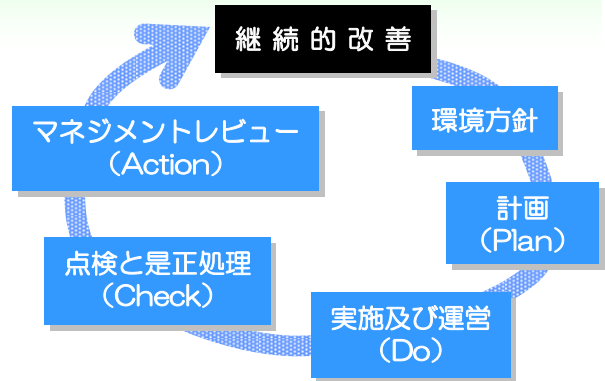 継続的改善
環境方針
計画
（Plan）
実施及び運営
（Do）
点検と是正処理
（Check）
マネジメントレビュー
（Action）